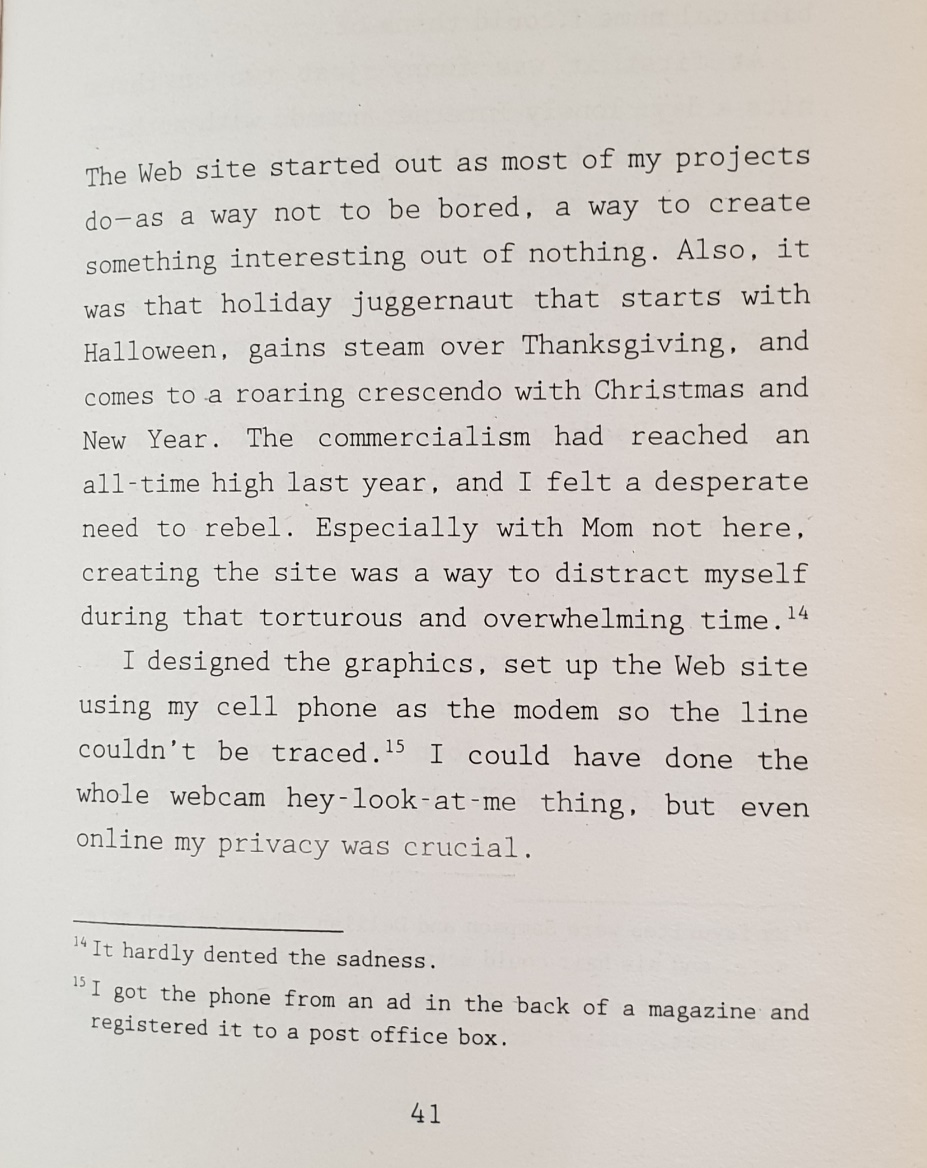 The Web site started out as most of my projects
do—as a way not to be bored, a way to create
something interesting out of nothing. Also, it
was that holiday juggernaut that starts with
Halloween, gains steam over Thanksgiving, and
comes to a roaring crescendo with Christmas and
New Year. The commercialism had reached an
all-time high last year, and I felt a desperate
need to rebel. Especially with Mom not here,
creating the site was a way to distract myself
during that torturous and overwhelming time.¹⁴
I designed the graphics, set up the Web site
using my cell phone as the modem so the line
couldn't be traced.¹⁵ I could have done the
whole webcam hey-look-at-me thing, but even
online my privacy was crucial.
¹⁴ It hardly dented the sadness.
¹⁵ I got the phone from an ad in the back of a magazine and
registered it to a post office box.
41